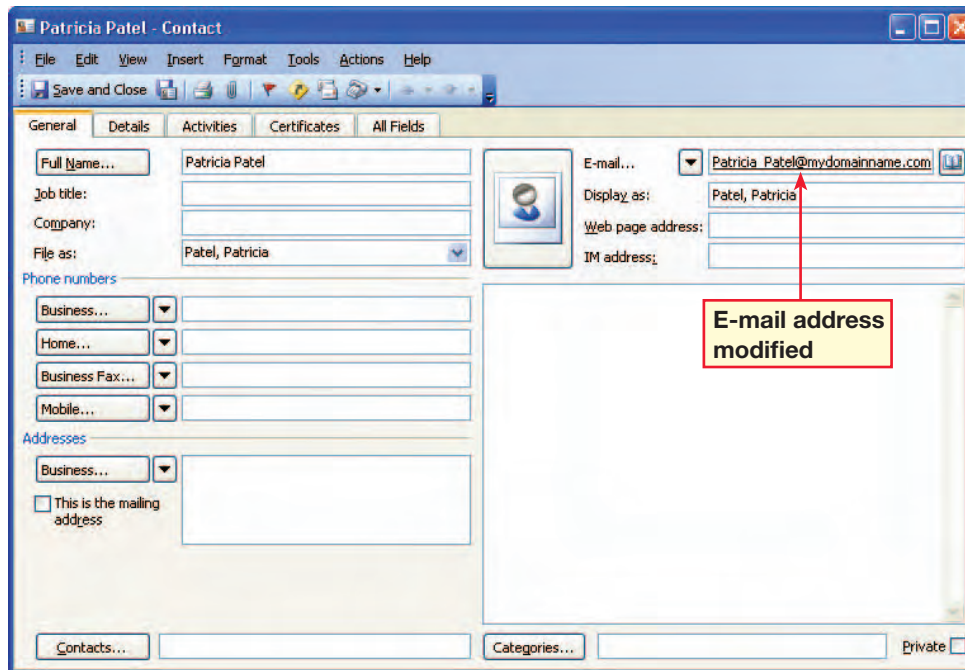 Patricia Patel - Contact
File Edit View Insert Format Tools Actions Help
Save and Close
General Details Activities Certificates All Fields
Full Name... Patricia Patel
Job title:
Company:
File as: Patel, Patricia
E-mail... Patricia_Patel@mydomainname.com
Display as: Patel, Patricia
Web page address:
IM address:
Phone numbers
Business...
Home...
Business Fax...
Mobile...
E-mail address
modified
Addresses
Business...
This is the mailing
address
Contacts... Categories... Private